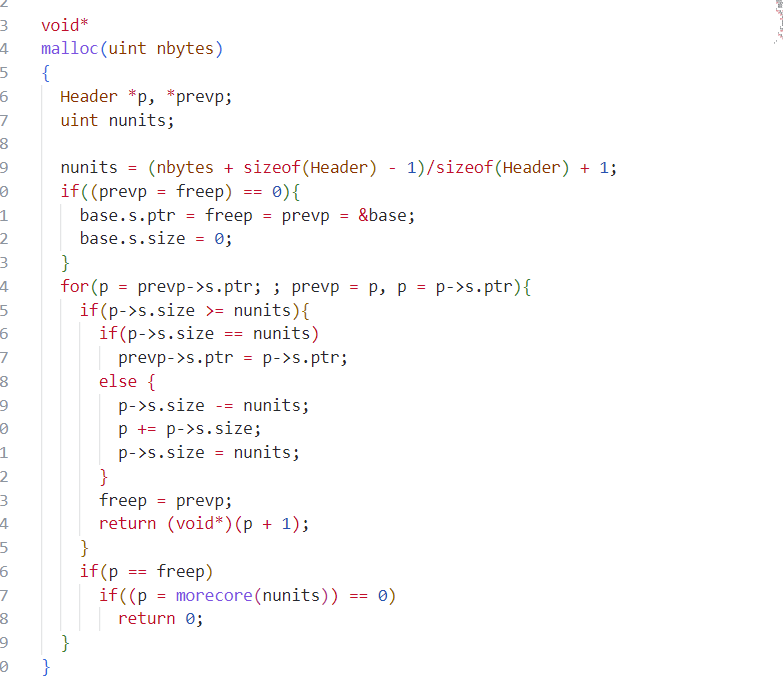 2
3 void*
4 malloc(uint nbytes)
5 {
6   Header *p, *prevp;
7   uint nunits;
8
9   nunits = (nbytes + sizeof(Header) - 1)/sizeof(Header) + 1;
0   if((prevp = freep) == 0){
1     base.s.ptr = freep = prevp = &base;
2     base.s.size = 0;
3   }
4   for(p = prevp->s.ptr; ; prevp = p, p = p->s.ptr){
5     if(p->s.size >= nunits){
6       if(p->s.size == nunits)
7         prevp->s.ptr = p->s.ptr;
8       else {
9         p->s.size -= nunits;
0         p += p->s.size;
1         p->s.size = nunits;
2       }
3       freep = prevp;
4       return (void*)(p + 1);
5     }
6     if(p == freep)
7       if((p = morecore(nunits)) == 0)
8         return 0;
9   }
0 }